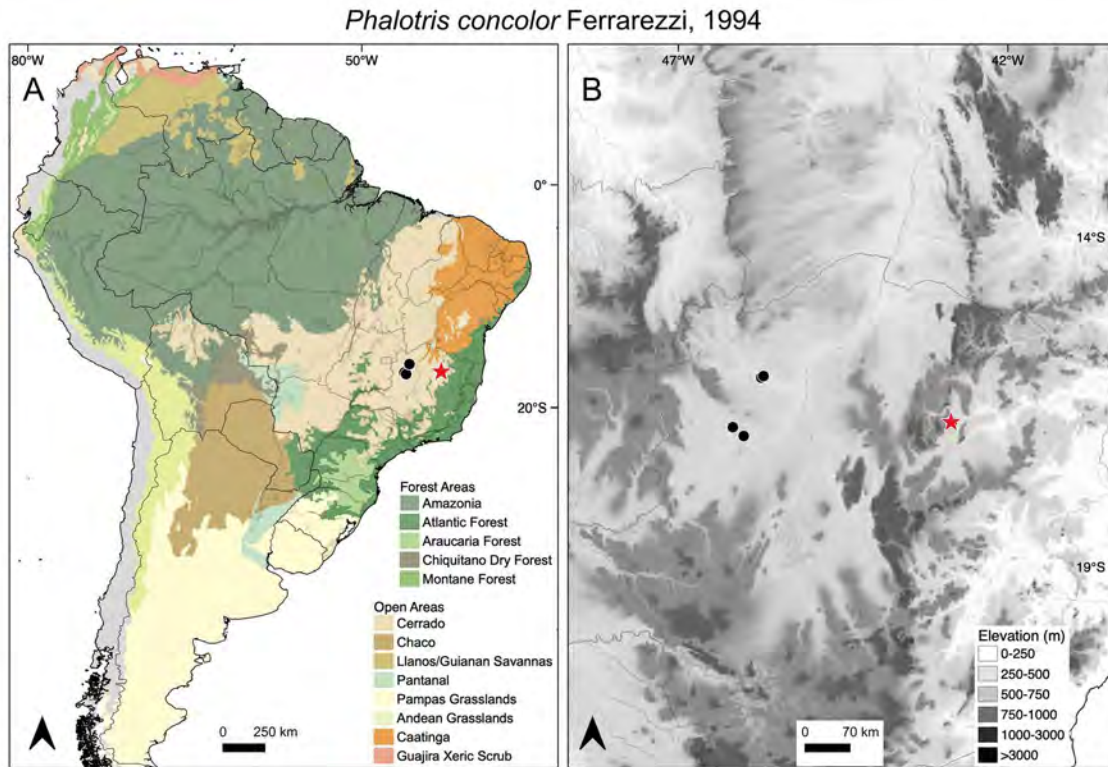 Phalotris concolor Ferrarezzi, 1994
A
80°W
50°W
0°
20°S
Forest Areas
Amazonia
Atlantic Forest
Araucaria Forest
Chiquitano Dry Forest
Montane Forest
Open Areas
Cerrado
Chaco
Llanos/Guianan Savannas
Pantanal
Pampas Grasslands
Andean Grasslands
Caatinga
Guajira Xeric Scrub
0 250 km
B
47°W
42°W
14°S
19°S
Elevation (m)
0-250
250-500
500-750
750-1000
1000-3000
>3000
0 70 km